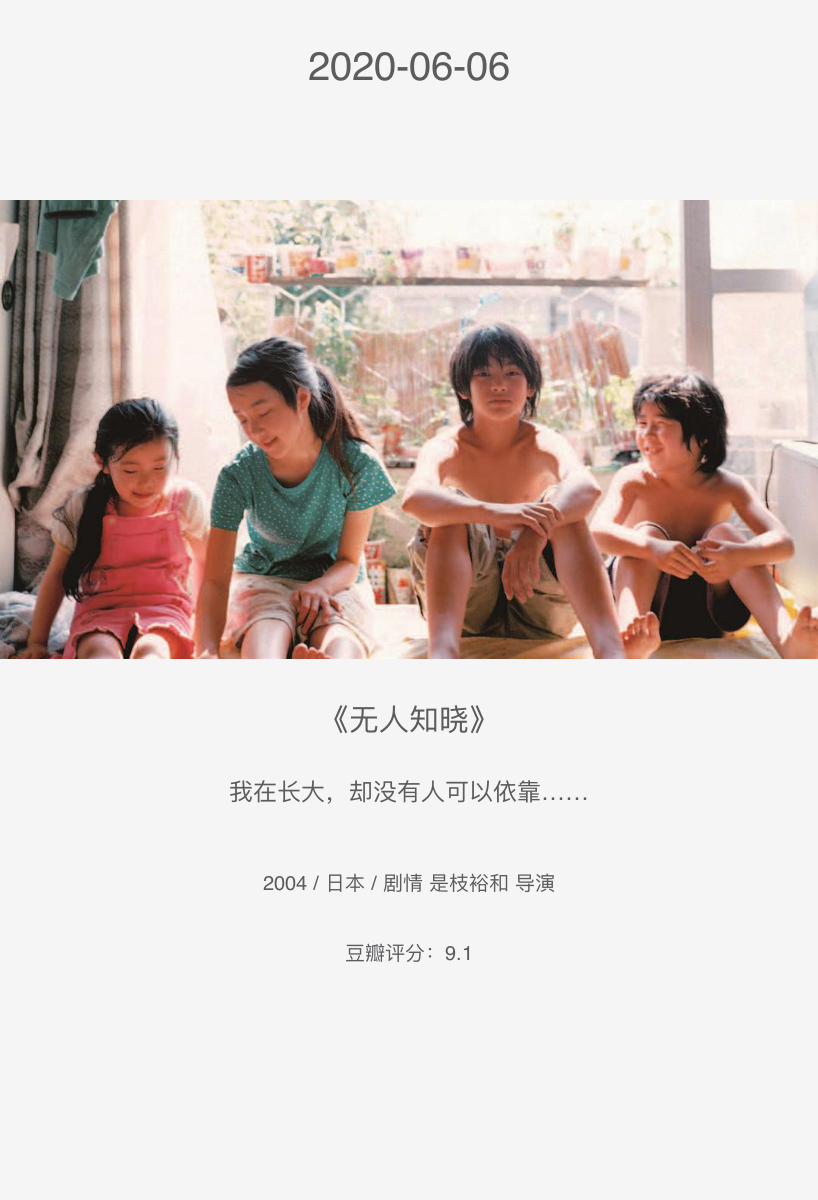 2020-06-06
《无人知晓》
我在长大，却没有人可以依靠……
2004 / 日本 / 剧情 是枝裕和 导演
豆瓣评分：9.1